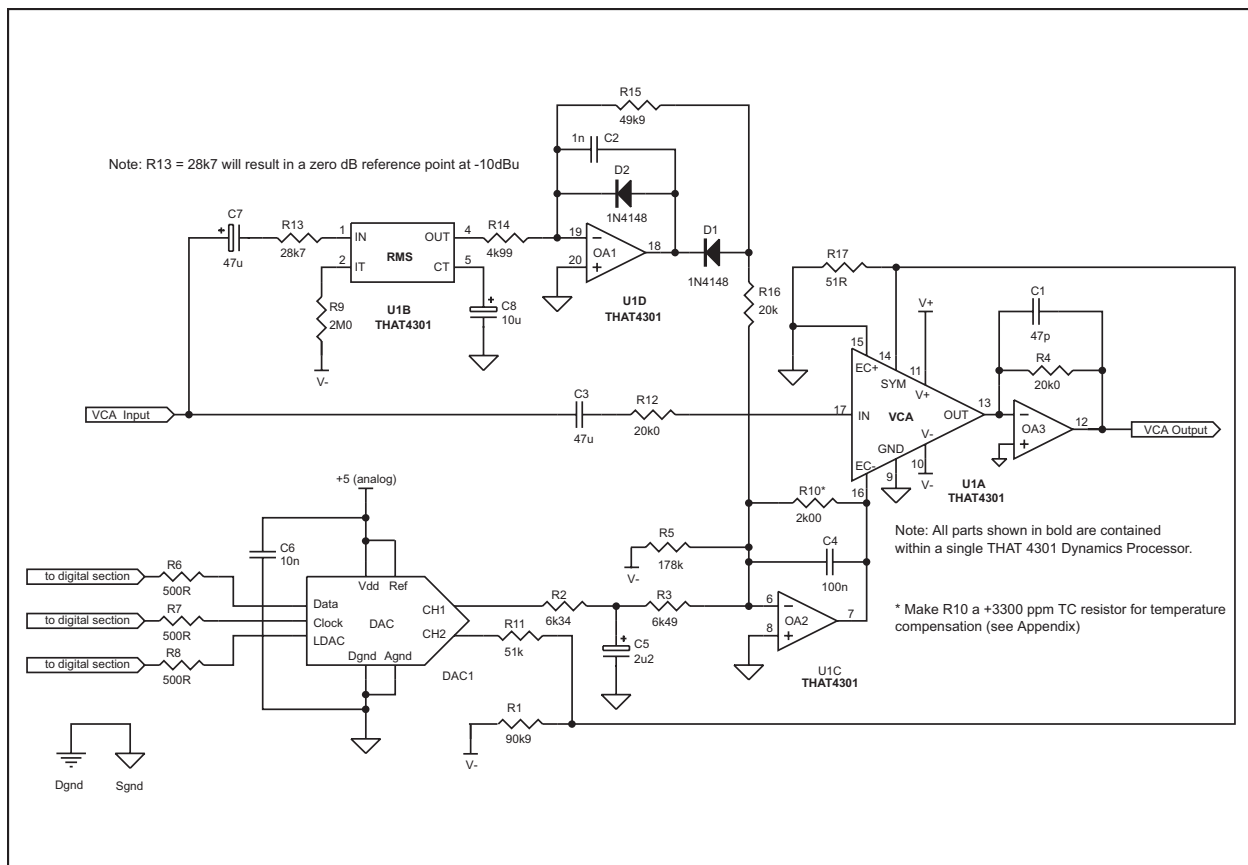 R15
49k9
1n
C2
Note: R13 = 28k7 will result in a zero dB reference point at -10dBu
D2
1N4148
C7
+
47u
R13
28k7
1
IN
OUT
4
R14
4k99
19
20
OA1
18
D1
1N4148
2
IT
RMS
CT
5
R9
2M0
V-
U1B
THAT4301
+
C8
10u
U1D
THAT4301
R16
20k
R17
51R
V+
C1
47p
R4
20k0
15
14
11
EC+
SYM
V+
VCA Input
C3
47u
R12
20k0
17
IN
VCA
OUT
13
OA3
12
VCA Output
V-
GND
EC-
10
9
16
V-
U1A
THAT4301
+5 (analog)
R10*
2k00
Note: All parts shown in bold are contained
within a single THAT 4301 Dynamics Processor.
C6
10n
R5
178k
V-
C4
100n
to digital section
R6
500R
to digital section
R7
500R
to digital section
R8
500R
Vdd
Ref
Data
Clock
LDAC
DAC
CH1
CH2
Dgnd
Agnd
DAC1
R2
6k34
R3
6k49
R11
51k
+
C5
2u2
6
8
OA2
7
* Make R10 a +3300 ppm TC resistor for temperature
compensation (see Appendix)
U1C
THAT4301
R1
90k9
V-
Dgnd
Sgnd